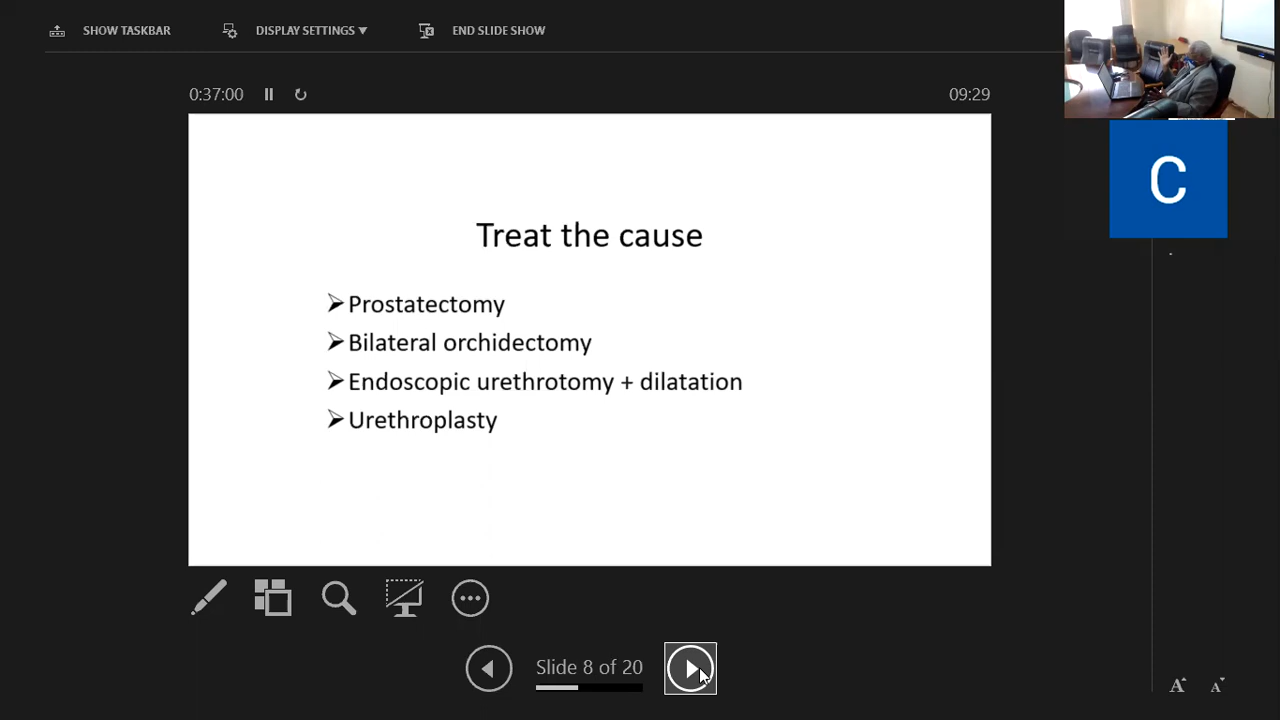 SHOW TASKBAR
DISPLAY SETTINGS ▼
END SLIDE SHOW
0:37:00
09:29
C
Treat the cause
➢Prostatectomy
➢Bilateral orchidectomy
➢Endoscopic urethrotomy + dilatation
➢Urethroplasty
Slide 8 of 20
A A